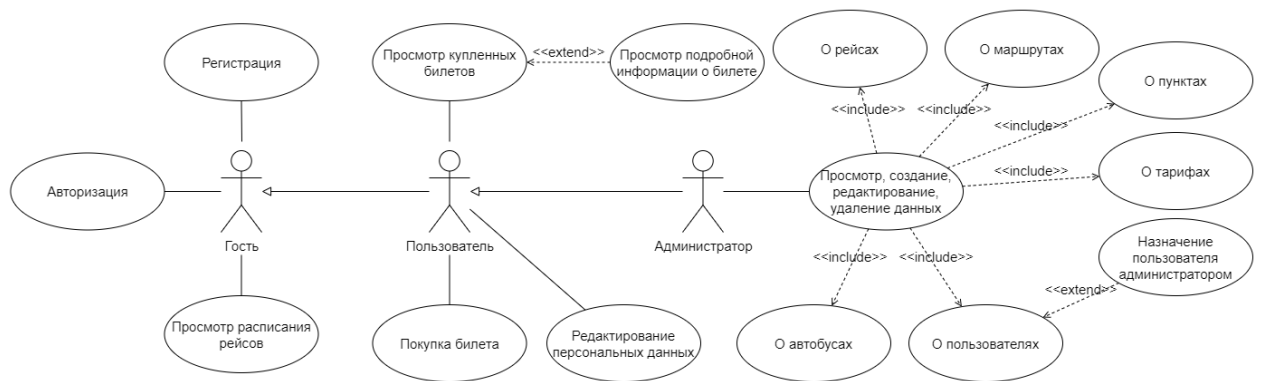 Регистрация
Авторизация
Гость
Просмотр расписания
рейсов
Просмотр купленных
билетов
<<extend>>
Просмотр подробной
информации о билете
Пользователь
Покупка билета
Редактирование
персональных данных
Администратор
Просмотр, создание,
редактирование,
удаление данных
<<include>>
О рейсах
<<include>>
О маршрутах
<<include>>
О пунктах
<<include>>
О тарифах
<<include>>
О автобусах
<<include>>
О пользователях
<<extend>>
Назначение
пользователя
администратором